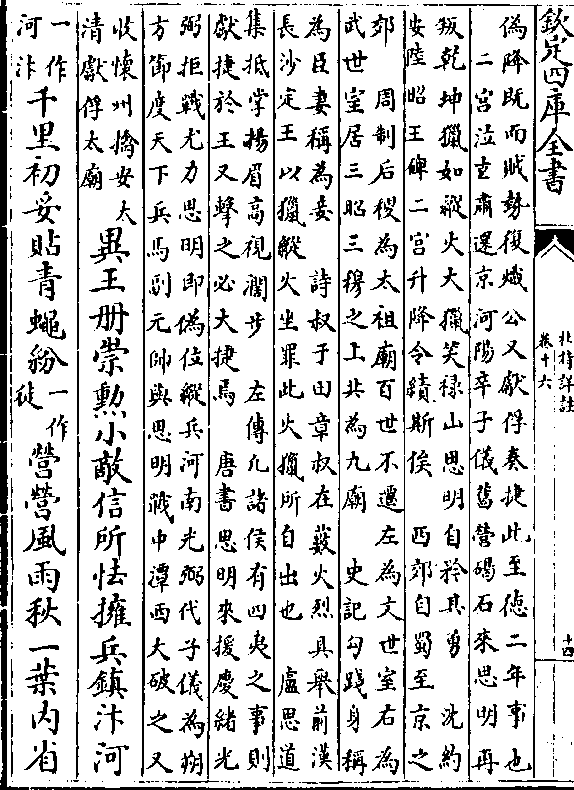 欽定四庫全書
杜詩詳註
卷十六
十四
偽降既而賊勢復熾公又獻俘奏捷此至德二年事也
二宮泣玄肅還京河陽卒子儀舊營碣石來思明再
叛乾坤獵如縱火大獵笑祿山思明自矜其勇 沈約
安陸昭王碑二宮升降令績斯俟 西郊自蜀至京之
郊 周制后稷為太祖廟百世不遷左為文世室右為
武世室居三昭三穆之上共為九廟 史記勾踐身稱
為臣妻稱為妾 詩叔于田章叔在藪火烈具舉前漢
長沙定王以獵縱火坐罪此火獵所自出也 盧思道
集抵掌揚眉高視濶步 左傳凡諸侯有四夷之事則
獻捷於王又擊之必大捷焉 唐書思明來援慶緒光
弼拒戰尤力思明即偽位縱兵河南光弼代子儀為朔
方節度天下兵馬副元帥與思明戰中潭西大破之又
收懷州擒安太
清獻俘太廟
異王册崇勲小敵信所怯擁兵鎮汴河
一作
河汴
千里初妥貼青蠅紛
一作
徒
營營風雨秋一葉内省